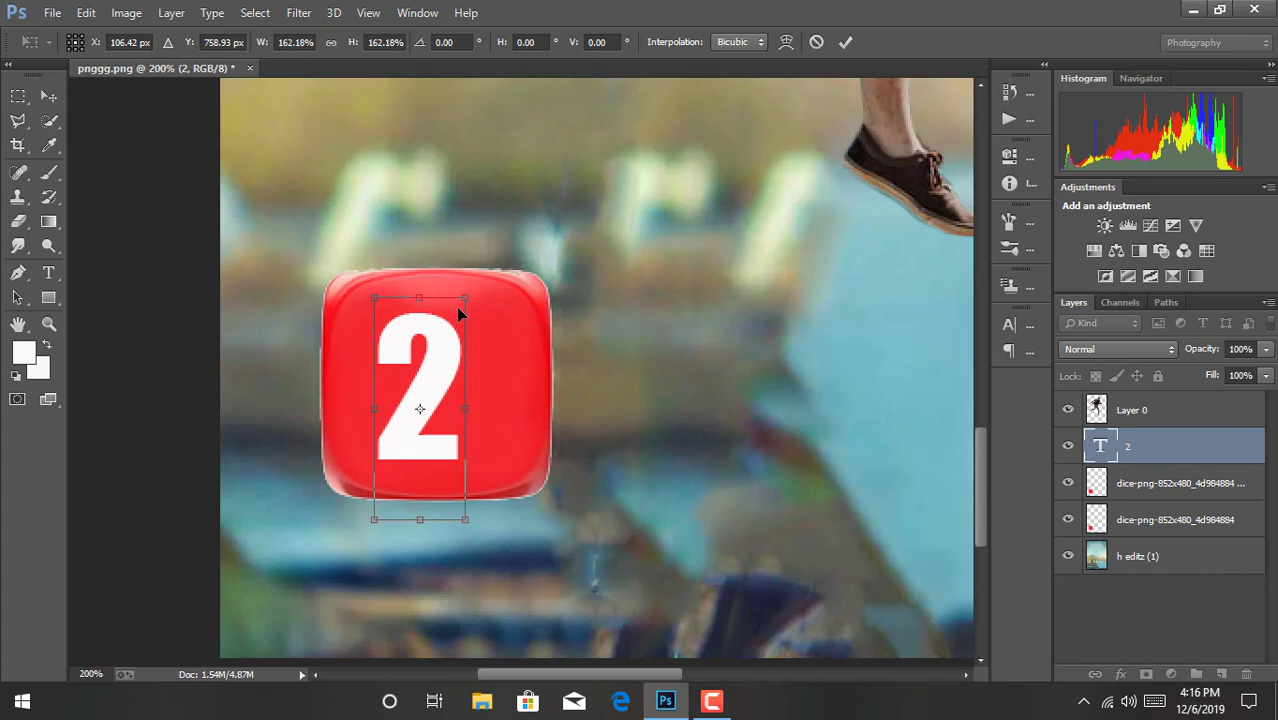 Ps File Edit Image Layer Type Select Filter 3D View Window Help
X: 106.42 px Y: 758.93 px W: 162.18% H: 162.18% 0.00 ° H: 0.00 ° V: 0.00 ° Interpolation: Bicubic Photography
pnggg.png @ 200% (2, RGB/8) * ×
Histogram Navigator
Adjustments
Add an adjustment
Layers Channels Paths
Kind
Normal Opacity: 100%
Lock: Fill: 100%
Layer 0
T 2
dice-png-852x480_4d984884 ...
dice-png-852x480_4d984884
h editz (1)
2
200% Doc: 1.54M/4.87M
Ps
4:16 PM
12/6/2019